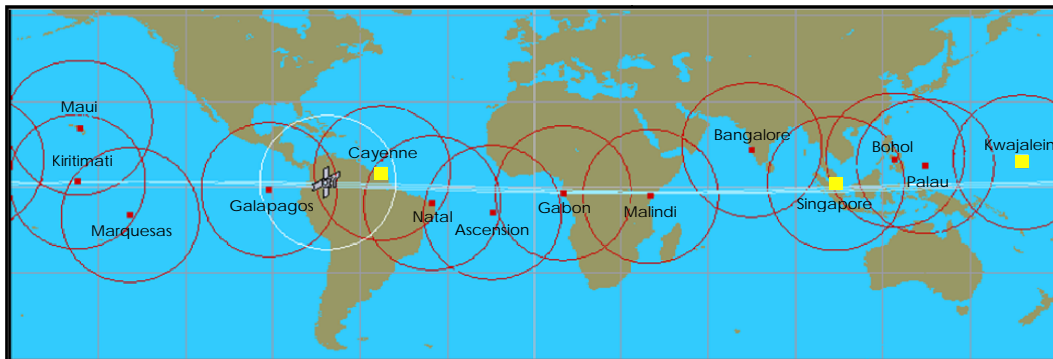 Maui
Kiritimati
Marquesas
Galapagos
Cayenne
Natal
Ascension
Gabon
Malindi
Bangalore
Singapore
Bohol
Palau
Kwajalein